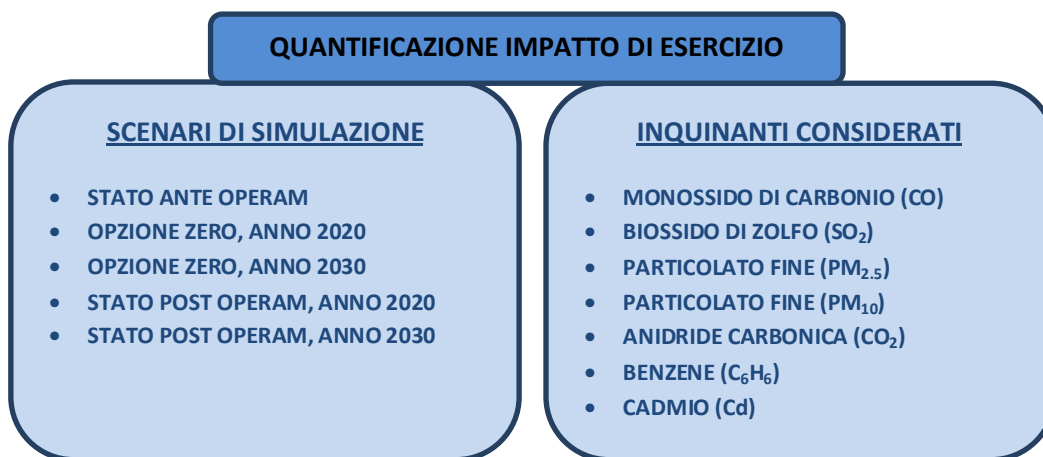 QUANTIFICAZIONE IMPATTO DI ESERCIZIO
SCENARI DI SIMULAZIONE
• STATO ANTE OPERAM
• OPZIONE ZERO, ANNO 2020
• OPZIONE ZERO, ANNO 2030
• STATO POST OPERAM, ANNO 2020
• STATO POST OPERAM, ANNO 2030
INQUINANTI CONSIDERATI
• MONOSSIDO DI CARBONIO (CO)
• BIOSSIDO DI ZOLFO (SO₂)
• PARTICOLATO FINE (PM₂.₅)
• PARTICOLATO FINE (PM₁₀)
• ANIDRIDE CARBONICA (CO₂)
• BENZENE (C₆H₆)
• CADMIO (Cd)